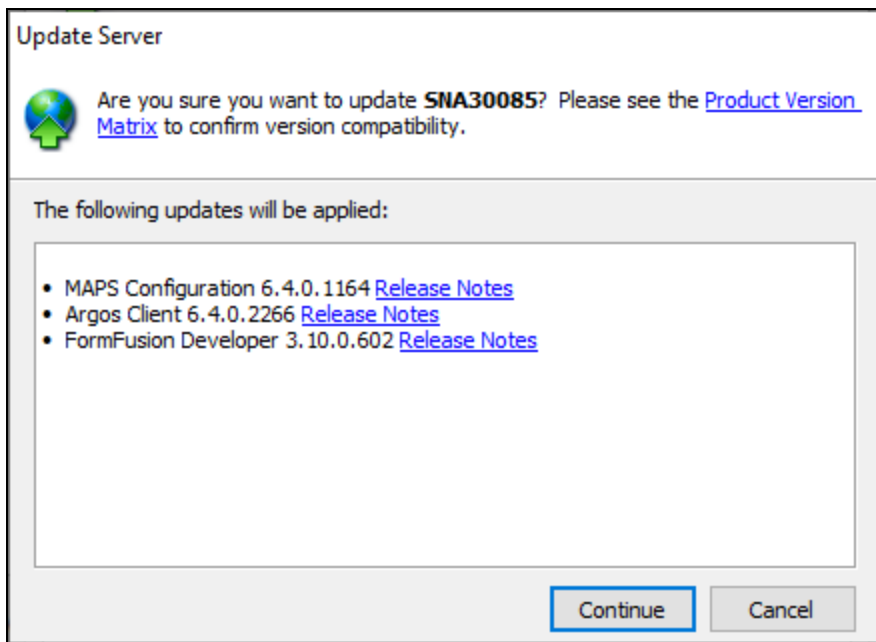 Update Server
Are you sure you want to update SNA30085? Please see the Product Version
Matrix to confirm version compatibility.
The following updates will be applied:
• MAPS Configuration 6.4.0.1164 Release Notes
• Argos Client 6.4.0.2266 Release Notes
• FormFusion Developer 3.10.0.602 Release Notes
Continue
Cancel